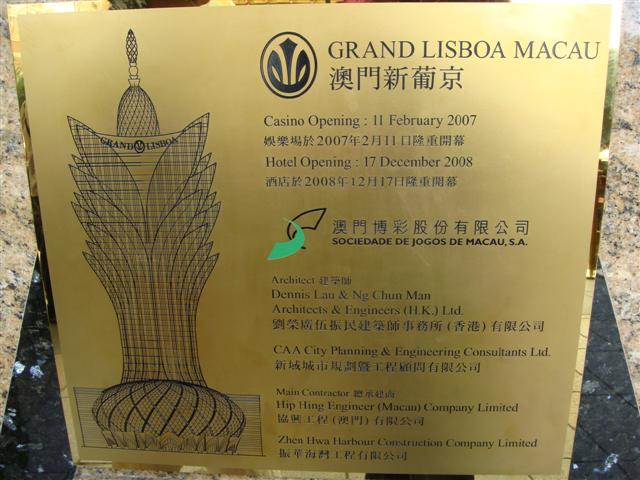 GRAND LISBOA MACAU
澳門新葡京
Casino Opening : 11 February 2007
娛樂場於2007年2月11日隆重開幕
Hotel Opening : 17 December 2008
酒店於2008年12月17日隆重開幕
GRAND LISBOA
澳門博彩股份有限公司
SOCIEDADE DE JOGOS DE MACAU, S.A.
Architect 建築師
Dennis Lau & Ng Chun Man
Architects & Engineers (H.K.) Ltd.
劉榮廣伍振民建築師事務所 (香港) 有限公司
CAA City Planning & Engineering Consultants Ltd.
新域城市規劃暨工程顧問有限公司
Main Contractor 總承建商
Hip Hing Engineer (Macau) Company Limited
協興工程 (澳門) 有限公司
Zhen Hwa Harbour Construction Company Limited
振華海灣工程有限公司